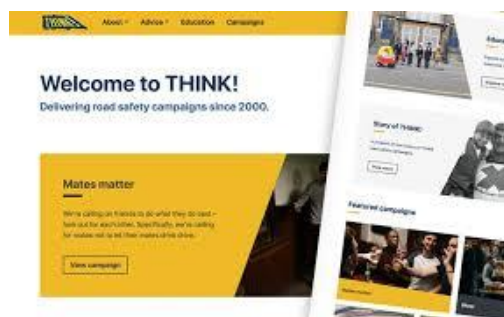 THINK!
About Advice Education Campaigns
Welcome to THINK!
Delivering road safety campaigns since 2000.
Mates matter
We're calling on friends to do what they do best –
look out for each other. Specifically, we're calling
for mates not to let their mates drink drive.
View campaign
Story of THINK!
Featured campaigns
Mates matter